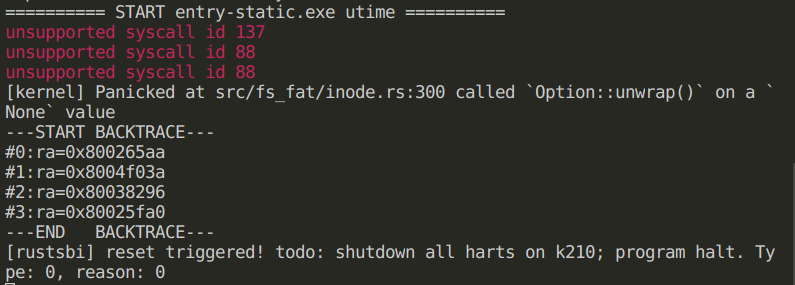 ========== START entry-static.exe utime ==========
unsupported syscall id 137
unsupported syscall id 88
unsupported syscall id 88
[kernel] Panicked at src/fs_fat/inode.rs:300 called `Option::unwrap()` on a `
None` value
---START BACKTRACE---
#0:ra=0x800265aa
#1:ra=0x8004f03a
#2:ra=0x80038296
#3:ra=0x80025fa0
---END   BACKTRACE---
[rustsbi] reset triggered! todo: shutdown all harts on k210; program halt. Ty
pe: 0, reason: 0